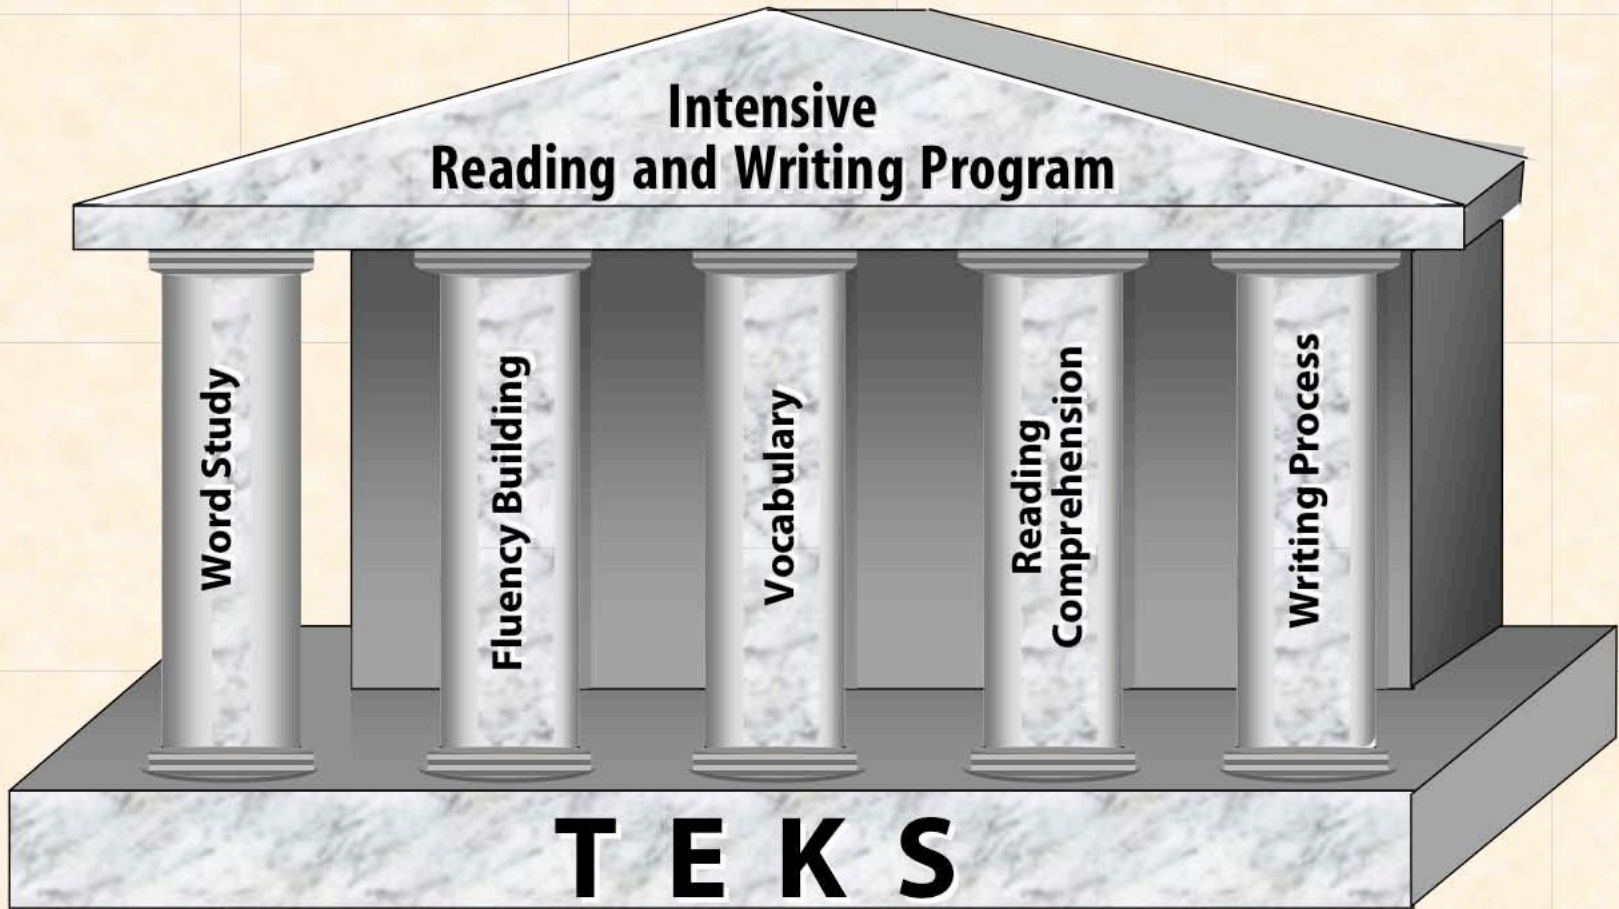 Intensive
Reading and Writing Program
Word Study
Fluency Building
Vocabulary
Reading
Comprehension
Writing Process
TEKS